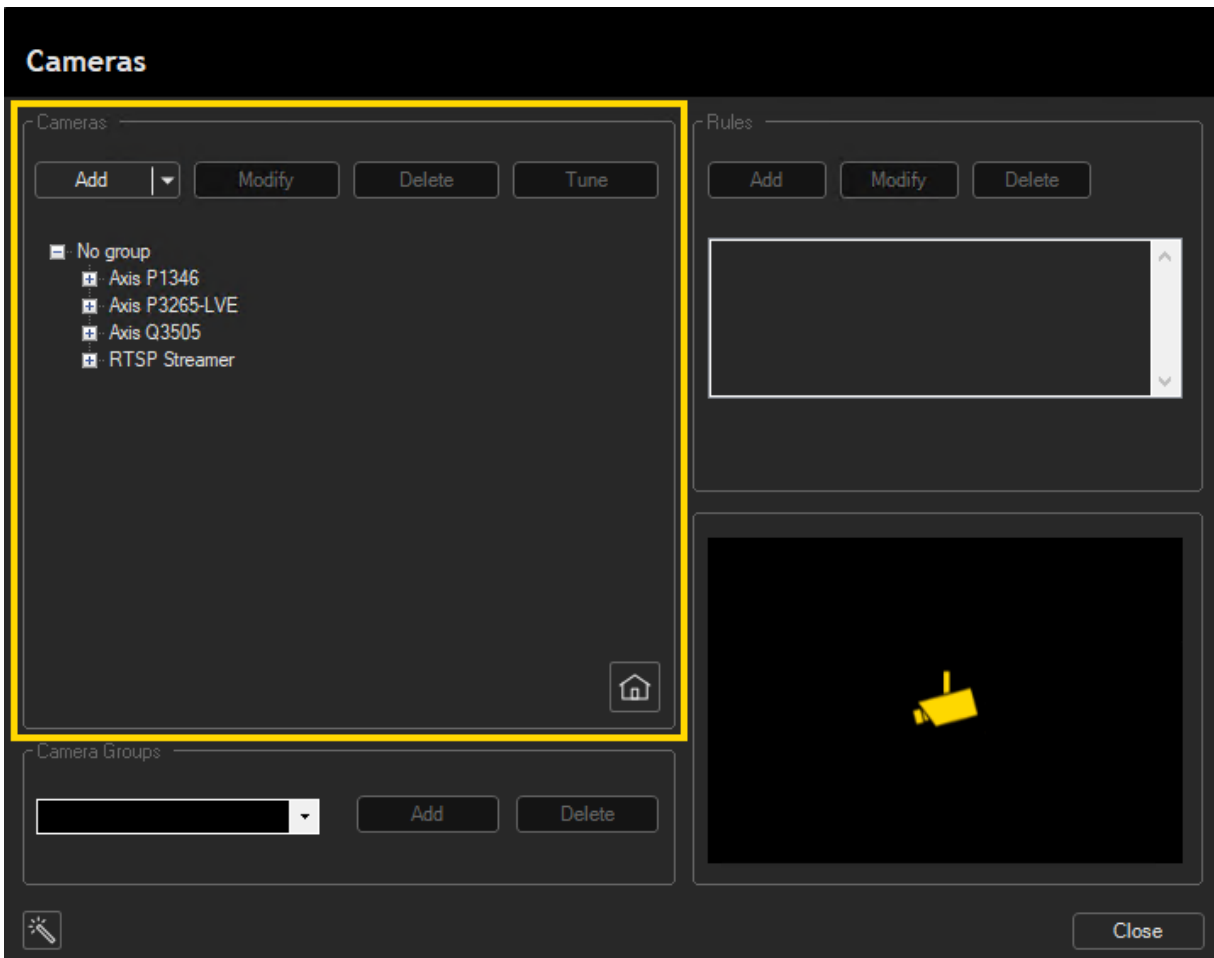 Cameras
Cameras
Add Modify Delete Tune
No group
Axis P1346
Axis P3265-LVE
Axis Q3505
RTSP Streamer
Rules
Add Modify Delete
Camera Groups
Add Delete
Close